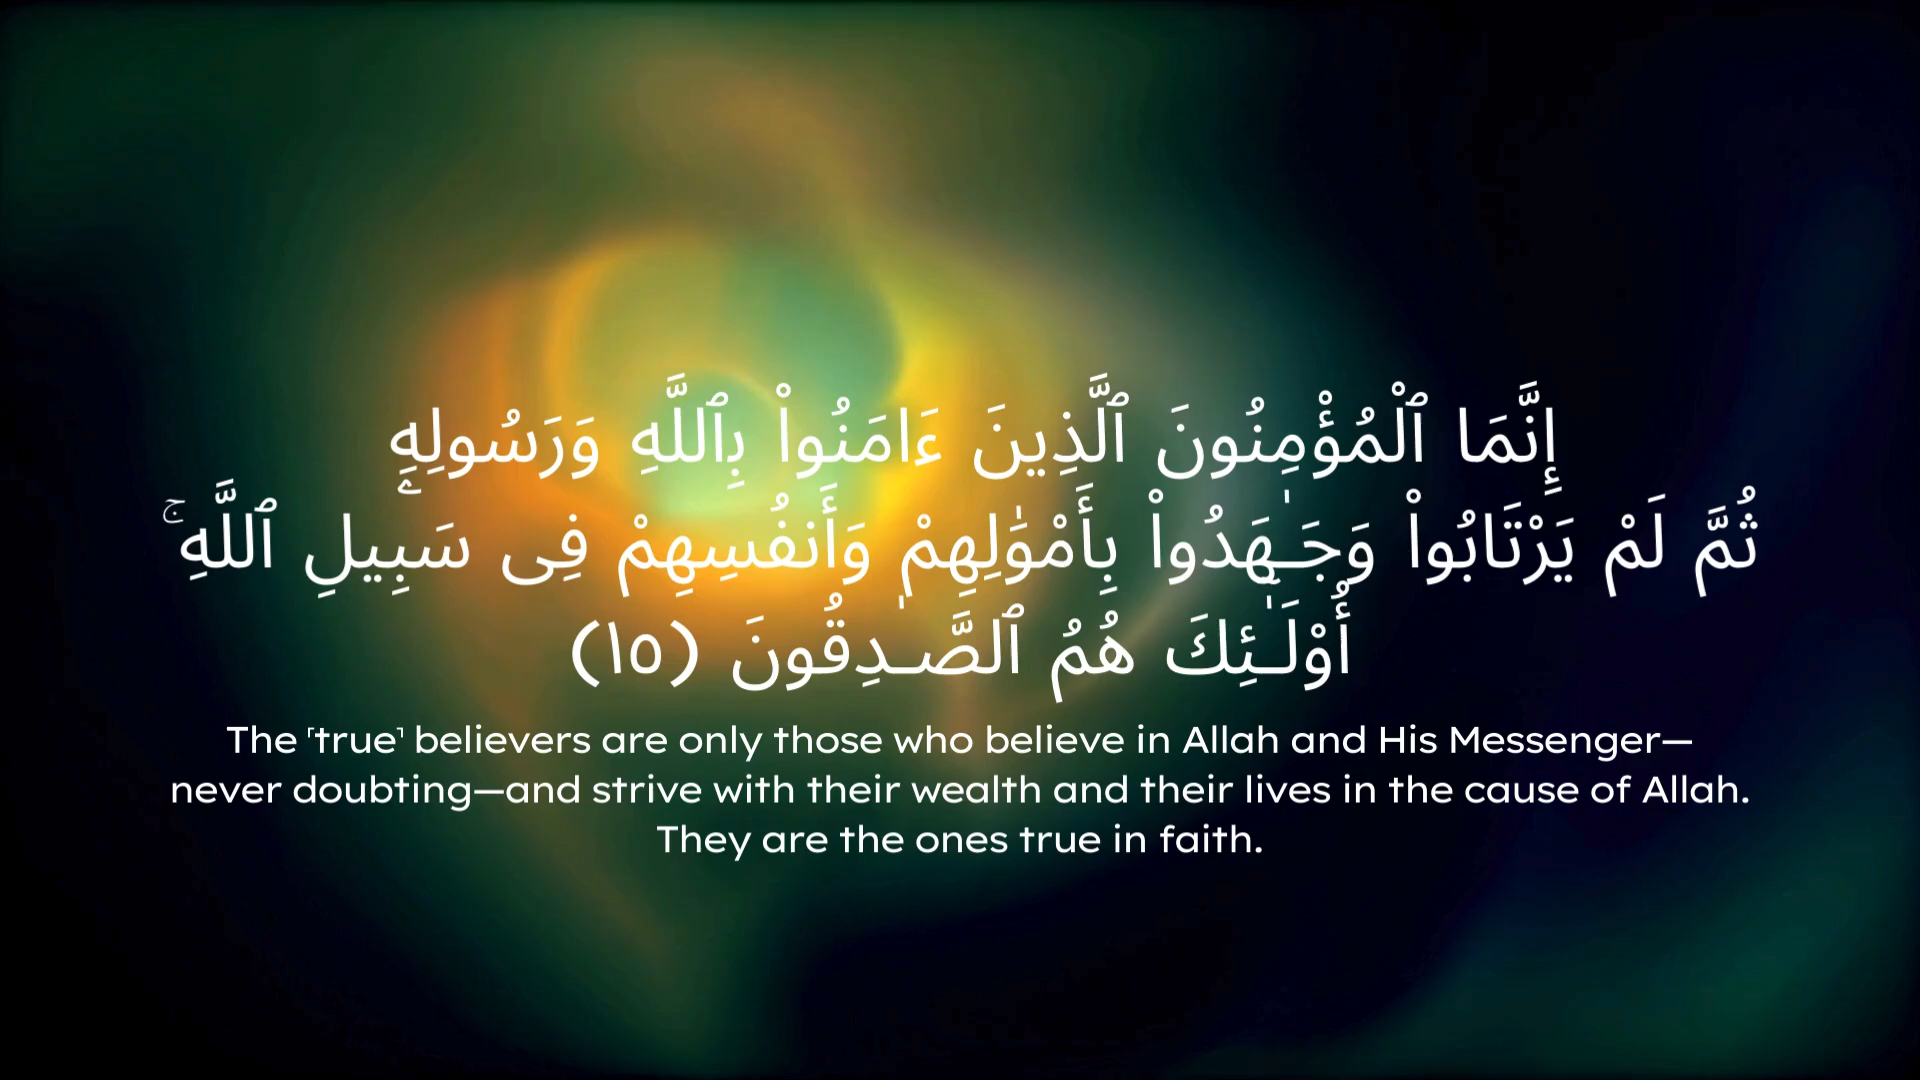 إِنَّمَا ٱلْمُؤْمِنُونَ ٱلَّذِينَ ءَامَنُوا۟ بِٱللَّهِ وَرَسُولِهِۦ
ثُمَّ لَمْ يَرْتَابُوا۟ وَجَـٰهَدُوا۟ بِأَمْوَٰلِهِمْ وَأَنفُسِهِمْ فِى سَبِيلِ ٱللَّهِ ۚ
أُو۟لَـٰٓئِكَ هُمُ ٱلصَّـٰدِقُونَ (١٥)
The ˹true˺ believers are only those who believe in Allah and His Messenger—
never doubting—and strive with their wealth and their lives in the cause of Allah.
They are the ones true in faith.